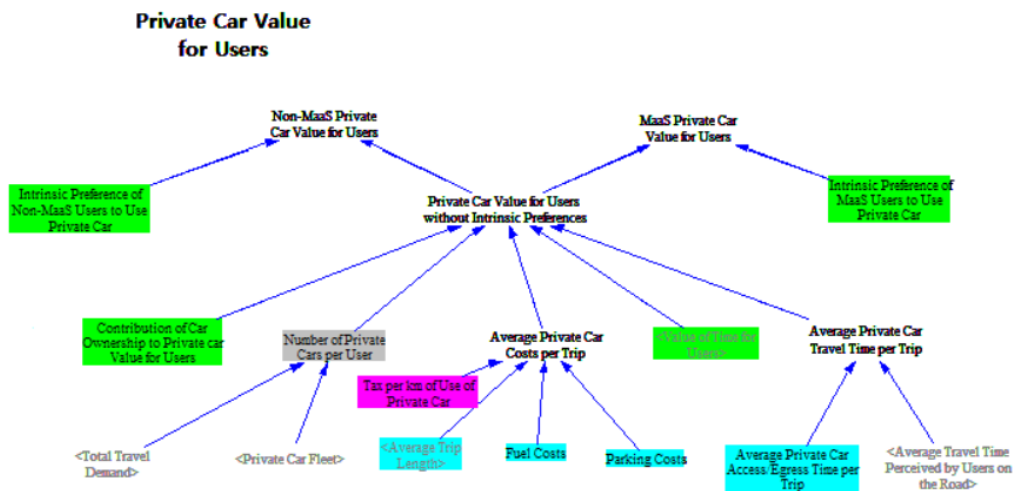 Private Car Value
for Users
Non-MaaS Private
Car Value for Users
MaaS Private Car
Value for Users
Intrinsic Preference of
Non-MaaS Users to Use
Private Car
Private Car Value for Users
without Intrinsic Preferences
Intrinsic Preference of
MaaS Users to Use
Private Car
Contribution of Car
Ownership to Private car
Value for Users
Number of Private
Cars per User
Average Private Car
Costs per Trip
<Value of Time for
Users>
Average Private Car
Travel Time per Trip
Tax per km of Use of
Private Car
<Total Travel
Demand>
<Private Car Fleet>
<Average Trip
Length>
Fuel Costs
Parking Costs
Average Private Car
Access/Egress Time per
Trip
<Average Travel Time
Perceived by Users on
the Road>